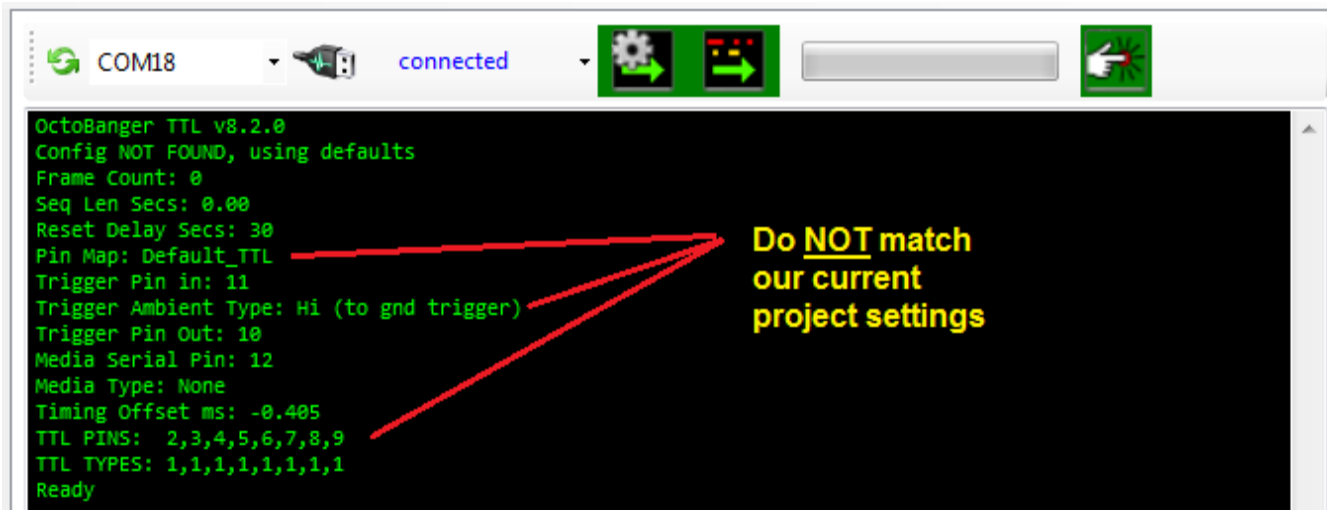 COM18
connected
OctoBanger TTL v8.2.0
Config NOT FOUND, using defaults
Frame Count: 0
Seq Len Secs: 0.00
Reset Delay Secs: 30
Pin Map: Default_TTL
Trigger Pin in: 11
Trigger Ambient Type: Hi (to gnd trigger)
Trigger Pin Out: 10
Media Serial Pin: 12
Media Type: None
Timing Offset ms: -0.405
TTL PINS:  2,3,4,5,6,7,8,9
TTL TYPES: 1,1,1,1,1,1,1,1
Ready
Do NOT match
our current
project settings